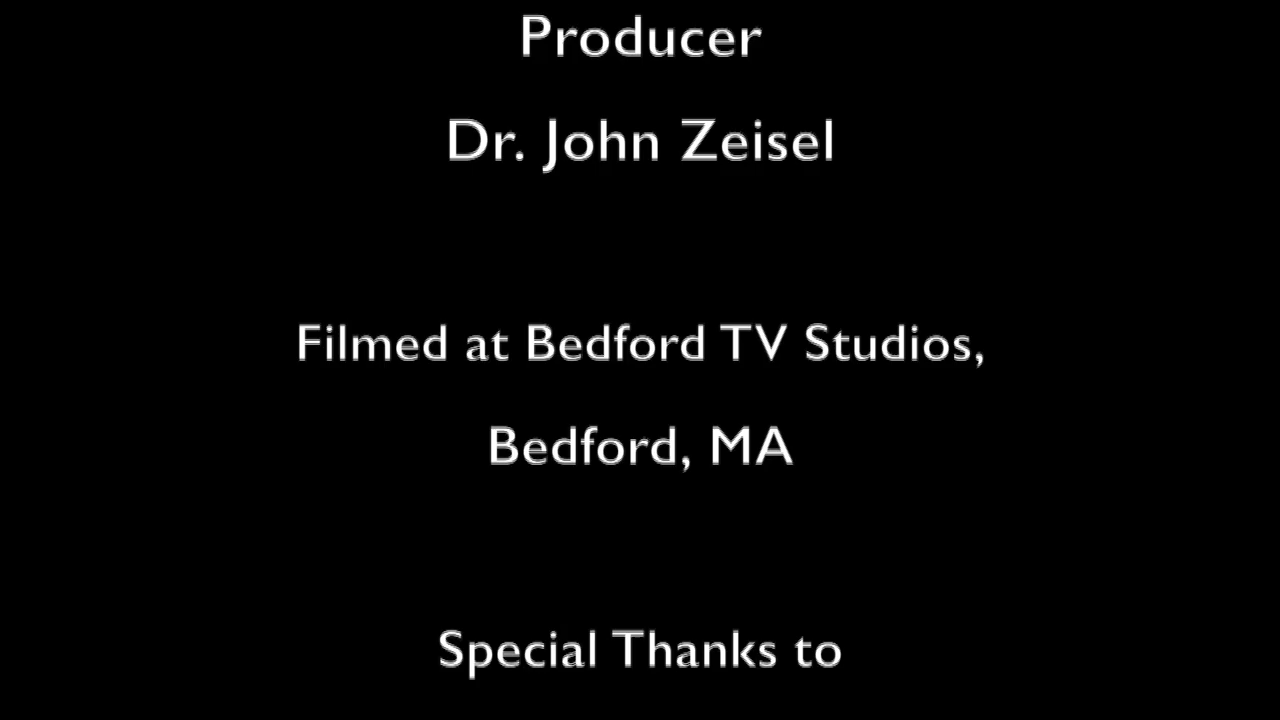 Producer
Dr. John Zeisel
Filmed at Bedford TV Studios,
Bedford, MA
Special Thanks to